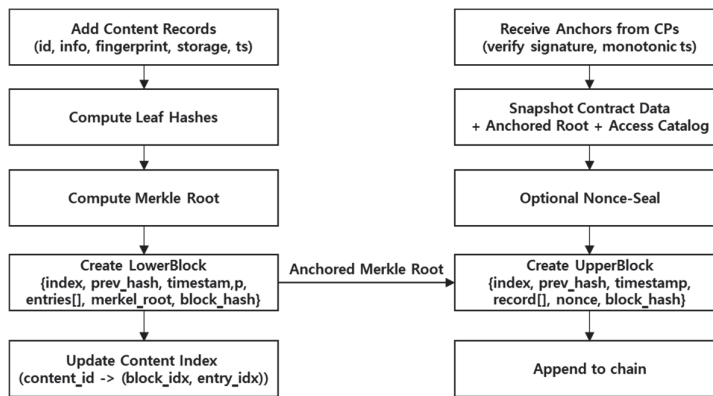 Add Content Records
(id, info, fingerprint, storage, ts)
Compute Leaf Hashes
Compute Merkle Root
Create LowerBlock
{index, prev_hash, timestam,p,
entries[], merkel_root, block_hash}
Update Content Index
(content_id -> (block_idx, entry_idx))
Anchored Merkle Root
Receive Anchors from CPs
(verify signature, monotonic ts)
Snapshot Contract Data
+ Anchored Root + Access Catalog
Optional Nonce-Seal
Create UpperBlock
{index, prev_hash, timestamp,
record[], nonce, block_hash}
Append to chain